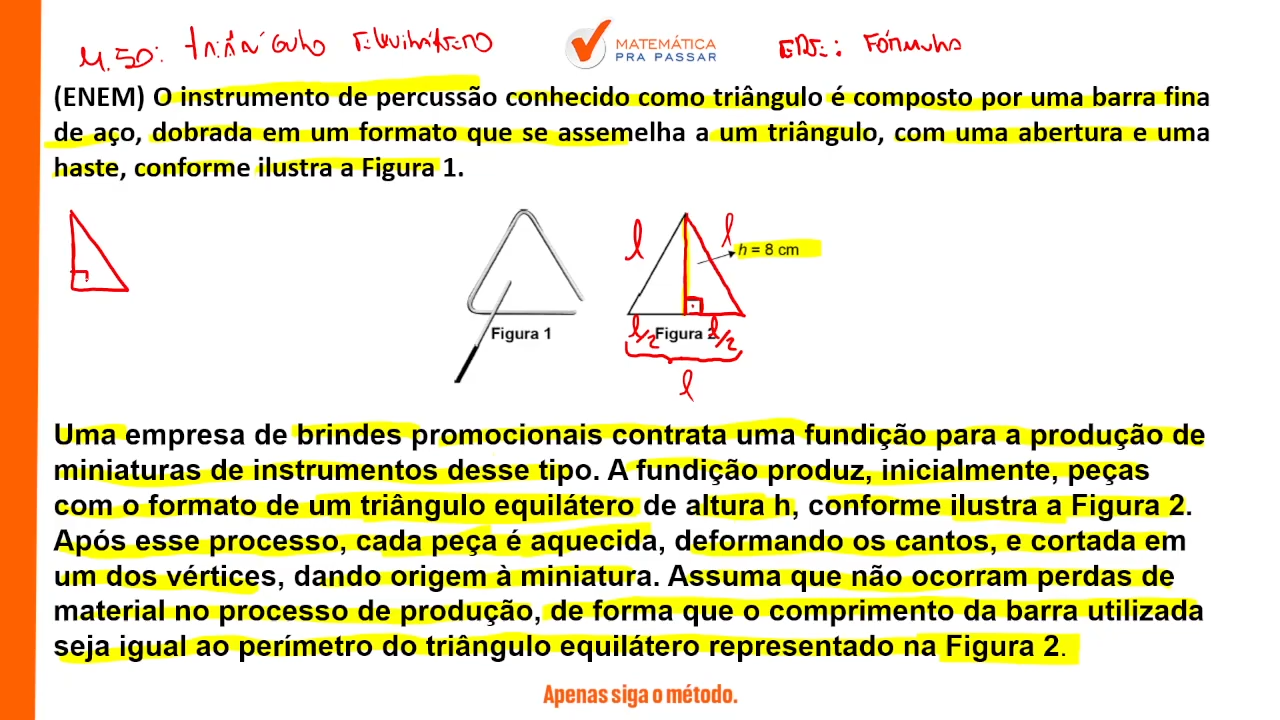 M.SD: triângulo Equilátero
MATEMÁTICA
PRA PASSAR
Fórmula
(ENEM) O instrumento de percussão conhecido como triângulo é composto por uma barra fina
de aço, dobrada em um formato que se assemelha a um triângulo, com uma abertura e uma
haste, conforme ilustra a Figura 1.
l
l
h = 8 cm
Figura 1
l/2
Figura 2
l/2
l
Uma empresa de brindes promocionais contrata uma fundição para a produção de
miniaturas de instrumentos desse tipo. A fundição produz, inicialmente, peças
com o formato de um triângulo equilátero de altura h, conforme ilustra a Figura 2.
Após esse processo, cada peça é aquecida, deformando os cantos, e cortada em
um dos vértices, dando origem à miniatura. Assuma que não ocorram perdas de
material no processo de produção, de forma que o comprimento da barra utilizada
seja igual ao perímetro do triângulo equilátero representado na Figura 2.
Apenas siga o método.